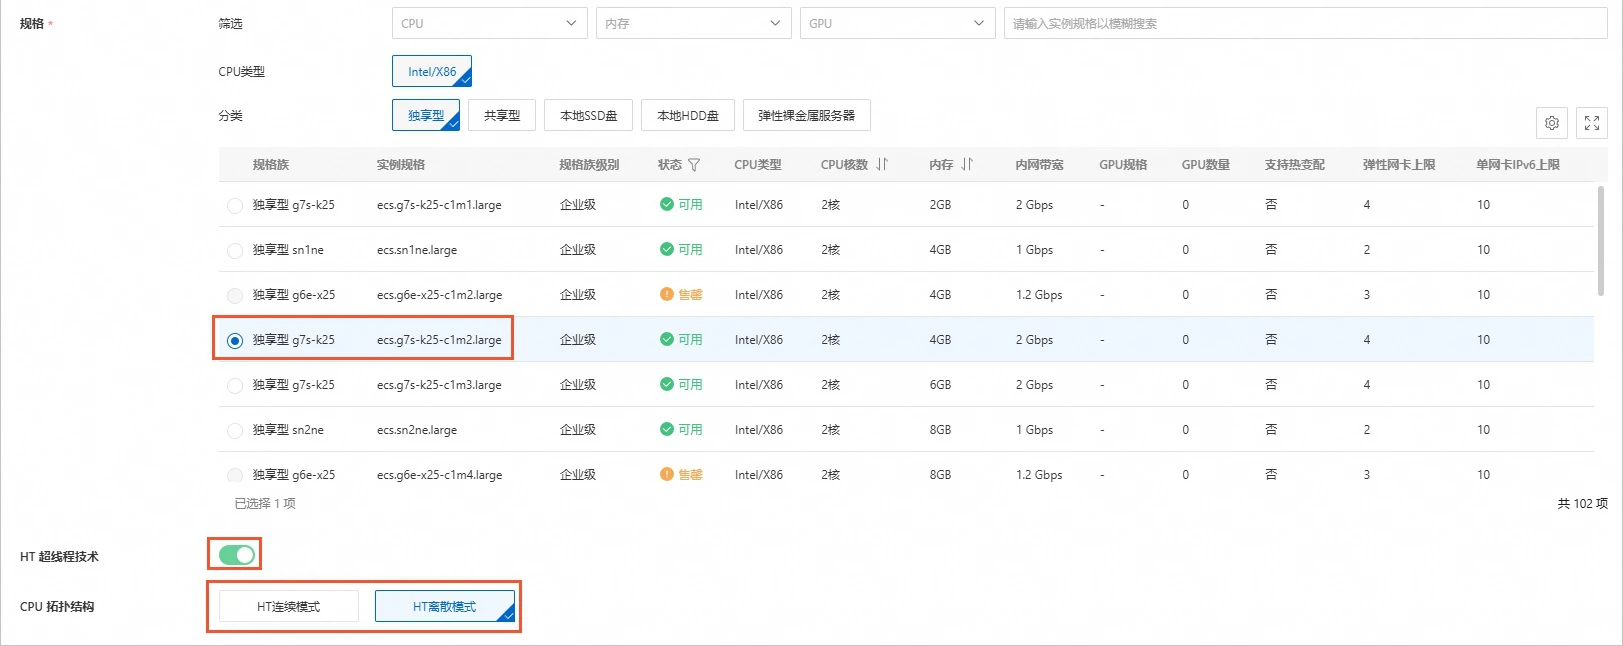 规格 * 筛选 CPU 内存 GPU 请输入实例规格以模糊搜索
CPU类型 Intel/X86
分类 独享型 共享型 本地SSD盘 本地HDD盘 弹性裸金属服务器
规格族 实例规格 规格族级别 状态 CPU类型 CPU核数 内存 内网带宽 GPU规格 GPU数量 支持热变配 弹性网卡上限 单网卡IPv6上限
独享型 g7s-k25 ecs.g7s-k25-c1m1.large 企业级 可用 Intel/X86 2核 2GB 2 Gbps - 0 否 4 10
独享型 sn1ne ecs.sn1ne.large 企业级 可用 Intel/X86 2核 4GB 1 Gbps - 0 否 2 10
独享型 g6e-x25 ecs.g6e-x25-c1m2.large 企业级 售罄 Intel/X86 2核 4GB 1.2 Gbps - 0 否 3 10
独享型 g7s-k25 ecs.g7s-k25-c1m2.large 企业级 可用 Intel/X86 2核 4GB 2 Gbps - 0 否 4 10
独享型 g7s-k25 ecs.g7s-k25-c1m3.large 企业级 可用 Intel/X86 2核 6GB 2 Gbps - 0 否 4 10
独享型 sn2ne ecs.sn2ne.large 企业级 可用 Intel/X86 2核 8GB 1 Gbps - 0 否 2 10
独享型 g6e-x25 ecs.g6e-x25-c1m4.large 企业级 售罄 Intel/X86 2核 8GB 1.2 Gbps - 0 否 3 10
已选择 1 项 共 102 项
HT 超线程技术
CPU 拓扑结构 HT连续模式 HT离散模式